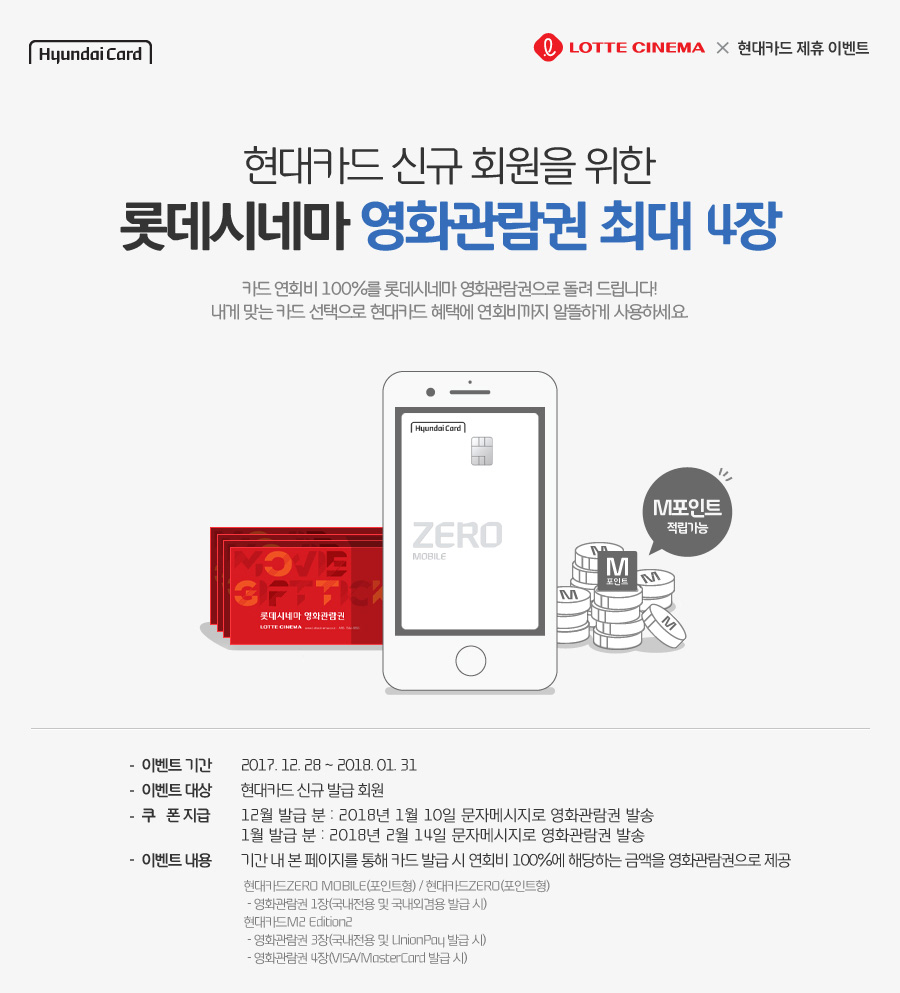 Hyundai Card
LOTTE CINEMA × 현대카드 제휴 이벤트
현대카드 신규 회원을 위한
롯데시네마 영화관람권 최대 4장
카드 연회비 100%를 롯데시네마 영화관람권으로 돌려 드립니다!
내게 맞는 카드 선택으로 현대카드 혜택에 연회비까지 알뜰하게 사용하세요.
Hyundai Card
ZERO
MOBILE
MOVIE
GIFT TICK
롯데시네마 영화관람권
LOTTE CINEMA
M포인트
적립가능
M
포인트
M
M
M
M
- 이벤트 기간 2017. 12. 28 ~ 2018. 01. 31
- 이벤트 대상 현대카드 신규 발급 회원
- 쿠 폰 지급 12월 발급 분 : 2018년 1월 10일 문자메시지로 영화관람권 발송
1월 발급 분 : 2018년 2월 14일 문자메시지로 영화관람권 발송
- 이벤트 내용 기간 내 본 페이지를 통해 카드 발급 시 연회비 100%에 해당하는 금액을 영화관람권으로 제공
현대카드ZERO MOBILE(포인트형) / 현대카드ZERO(포인트형)
- 영화관람권 1장(국내전용 및 국내외겸용 발급 시)
현대카드M2 Edition2
- 영화관람권 3장(국내전용 및 UnionPay 발급 시)
- 영화관람권 4장(VISA/MasterCard 발급 시)